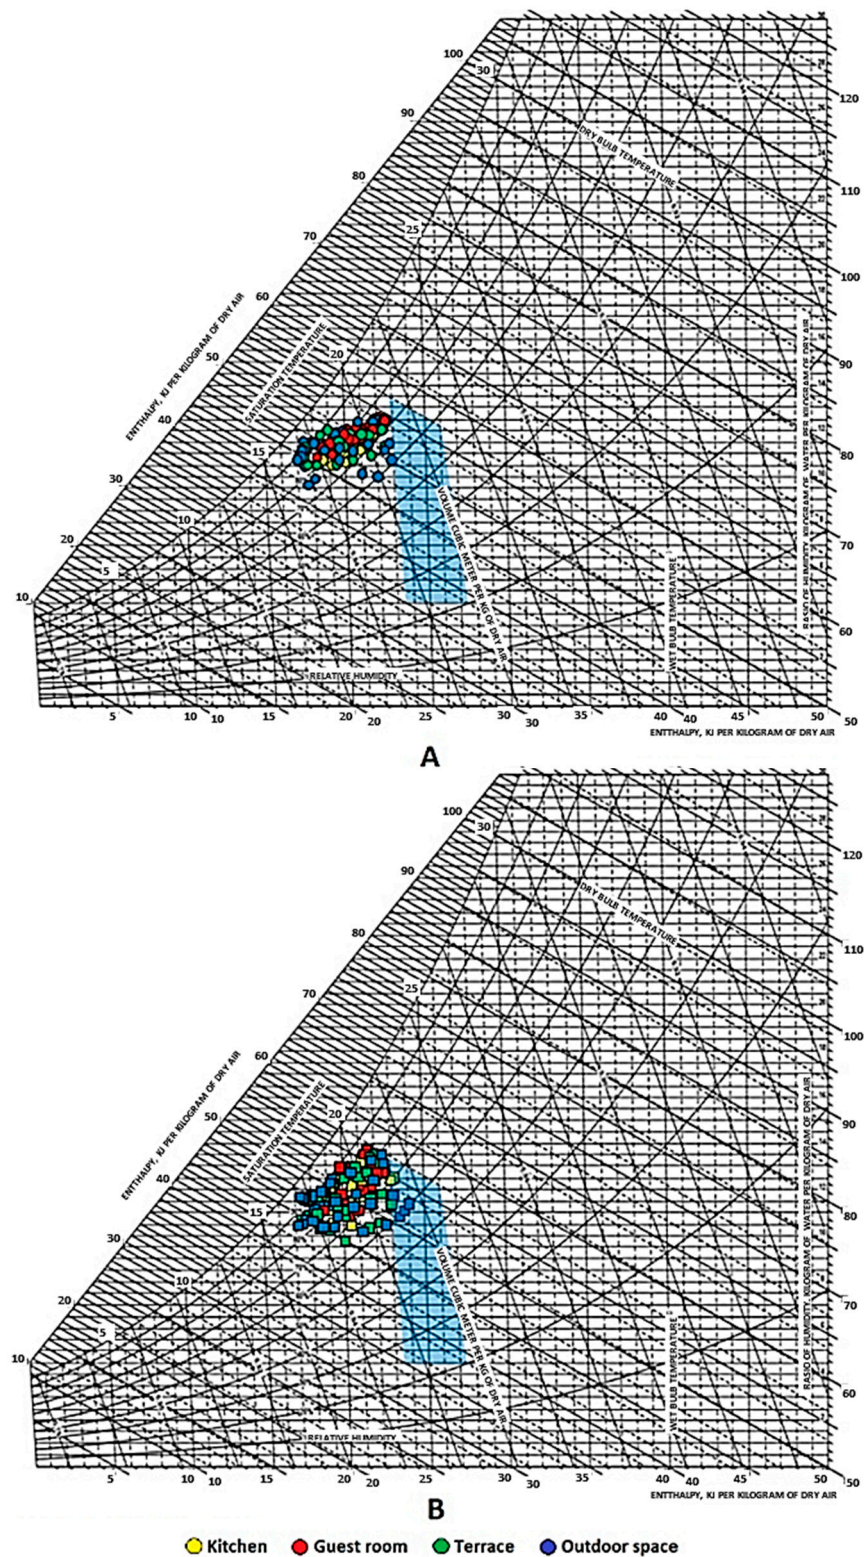 100
30
120
90
DRY BULB TEMPERATURE
80
110
70
25
100
60
ENTTHALPY, KJ PER KILOGRAM OF DRY AIR
SATURATION TEMPERATURE
50
20
90
40
15
80
30
VOLUME CUBIC METER PER KG OF DRY AIR
RASIO OF HUMIDITY, KILOGRAM OF WATER PER KILOGRAM OF DRY AIR
10
20
70
5
WET BULB TEMPERATURE
10
60
RELATIVE HUMIDITY
5 10 10 15 20 22 25 30 30 35 40 40 45 50 50
ENTTHALPY, KJ PER KILOGRAM OF DRY AIR
A
100
30
120
90
DRY BULB TEMPERATURE
80
110
70
25
100
60
ENTTHALPY, KJ PER KILOGRAM OF DRY AIR
SATURATION TEMPERATURE
50
20
90
40
15
80
30
VOLUME CUBIC METER PER KG OF DRY AIR
RASIO OF HUMIDITY, KILOGRAM OF WATER PER KILOGRAM OF DRY AIR
10
20
70
5
WET BULB TEMPERATURE
10
60
RELATIVE HUMIDITY
5 10 10 15 20 20 25 30 30 35 40 40 45 50 50
ENTTHALPY, KJ PER KILOGRAM OF DRY AIR
B
Kitchen Guest room Terrace Outdoor space